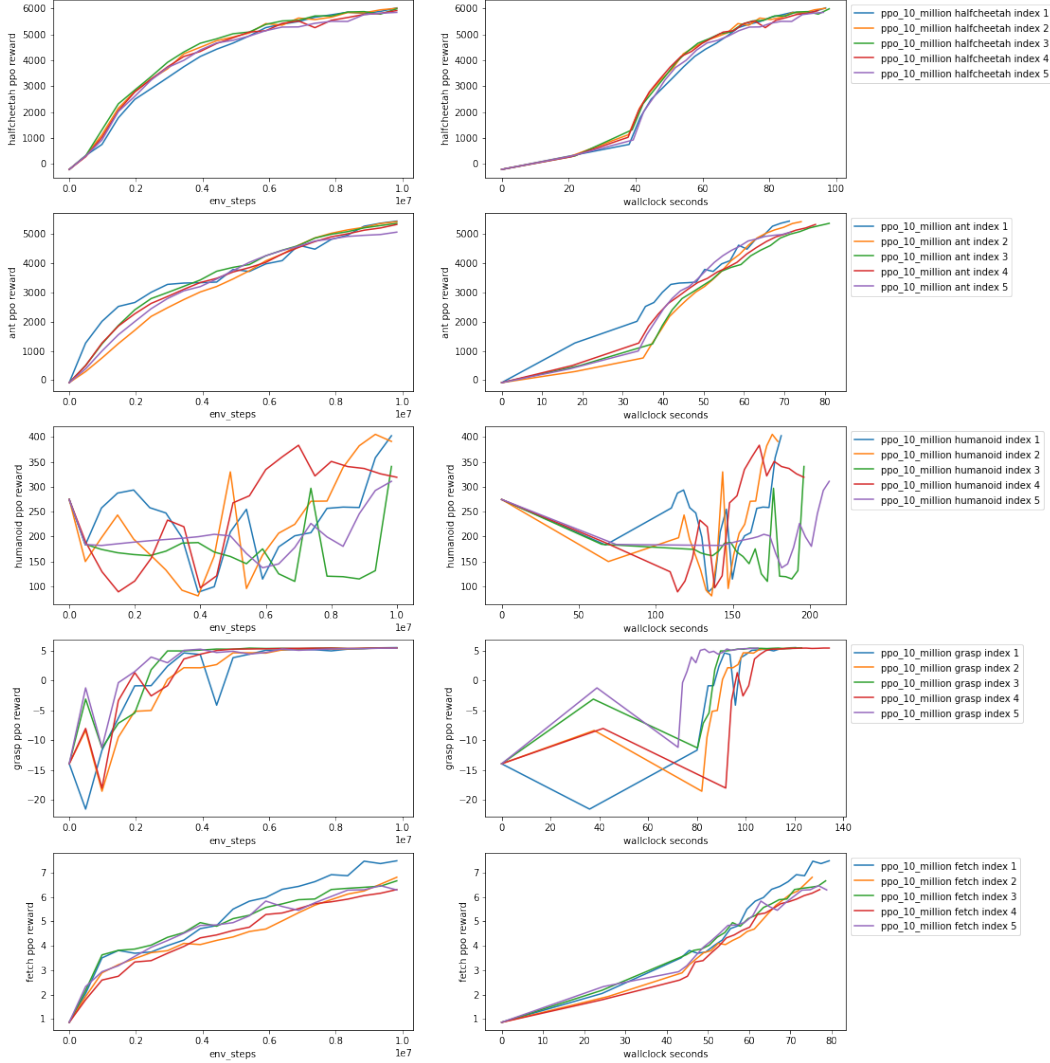 6000
5000
4000
3000
2000
1000
0
halfcheetah ppo reward
0.0 0.2 0.4 0.6 0.8 1.0
env_steps
1e7
6000
5000
4000
3000
2000
1000
0
halfcheetah ppo reward
0 20 40 60 80 100
wallclock seconds
ppo_10_million halfcheetah index 1
ppo_10_million halfcheetah index 2
ppo_10_million halfcheetah index 3
ppo_10_million halfcheetah index 4
ppo_10_million halfcheetah index 5
5000
4000
3000
2000
1000
0
ant ppo reward
0.0 0.2 0.4 0.6 0.8 1.0
env_steps
1e7
5000
4000
3000
2000
1000
0
ant ppo reward
0 10 20 30 40 50 60 70 80
wallclock seconds
ppo_10_million ant index 1
ppo_10_million ant index 2
ppo_10_million ant index 3
ppo_10_million ant index 4
ppo_10_million ant index 5
400
350
300
250
200
150
100
humanoid ppo reward
0.0 0.2 0.4 0.6 0.8 1.0
env_steps
1e7
400
350
300
250
200
150
100
humanoid ppo reward
0 50 100 150 200
wallclock seconds
ppo_10_million humanoid index 1
ppo_10_million humanoid index 2
ppo_10_million humanoid index 3
ppo_10_million humanoid index 4
ppo_10_million humanoid index 5
5
0
−5
−10
−15
−20
grasp ppo reward
0.0 0.2 0.4 0.6 0.8 1.0
env_steps
1e7
5
0
−5
−10
−15
−20
grasp ppo reward
0 20 40 60 80 100 120 140
wallclock seconds
ppo_10_million grasp index 1
ppo_10_million grasp index 2
ppo_10_million grasp index 3
ppo_10_million grasp index 4
ppo_10_million grasp index 5
7
6
5
4
3
2
1
fetch ppo reward
0.0 0.2 0.4 0.6 0.8 1.0
env_steps
1e7
7
6
5
4
3
2
1
fetch ppo reward
0 10 20 30 40 50 60 70 80
wallclock seconds
ppo_10_million fetch index 1
ppo_10_million fetch index 2
ppo_10_million fetch index 3
ppo_10_million fetch index 4
ppo_10_million fetch index 5